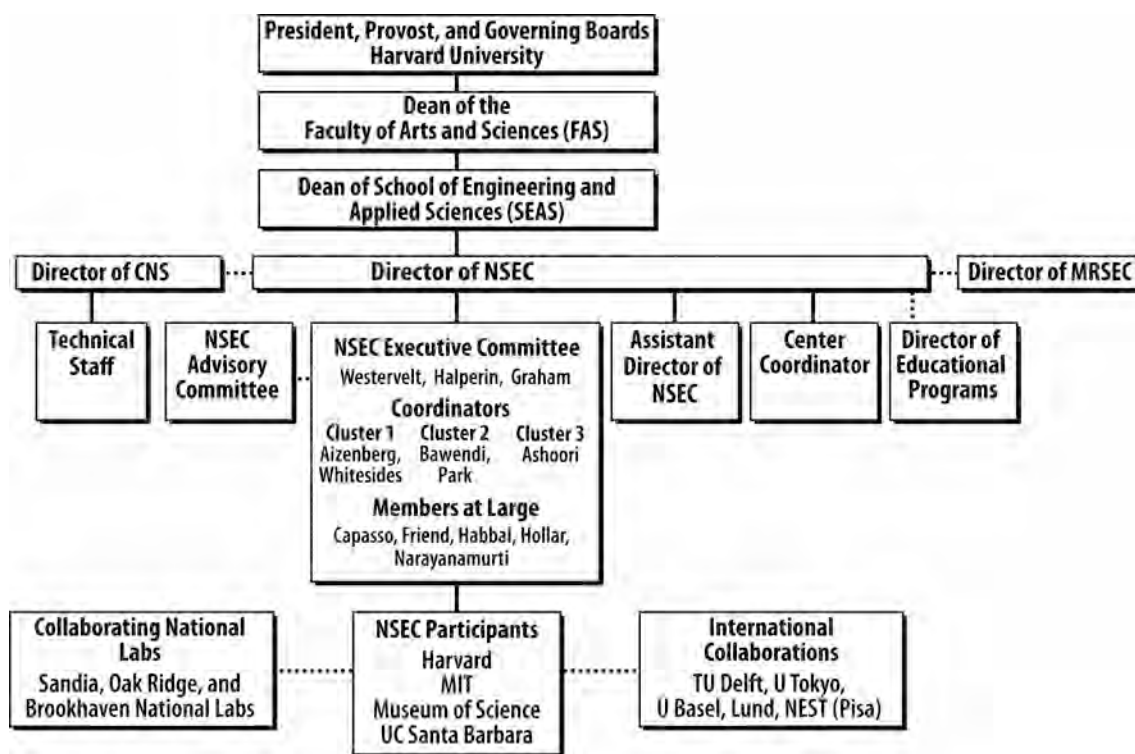 President, Provost, and Governing Boards
Harvard University
Dean of the
Faculty of Arts and Sciences (FAS)
Dean of School of Engineering and
Applied Sciences (SEAS)
Director of CNS
Director of NSEC
Director of MRSEC
Technical
Staff
NSEC
Advisory
Committee
NSEC Executive Committee
Westervelt, Halperin, Graham
Coordinators
Cluster 1
Aizenberg,
Whitesides
Cluster 2
Bawendi,
Park
Cluster 3
Ashoori
Members at Large
Capasso, Friend, Habbal, Hollar,
Narayanamurti
Assistant
Director of
NSEC
Center
Coordinator
Director of
Educational
Programs
Collaborating National
Labs
Sandia, Oak Ridge, and
Brookhaven National Labs
NSEC Participants
Harvard
MIT
Museum of Science
UC Santa Barbara
International
Collaborations
TU Delft, U Tokyo,
U Basel, Lund, NEST (Pisa)